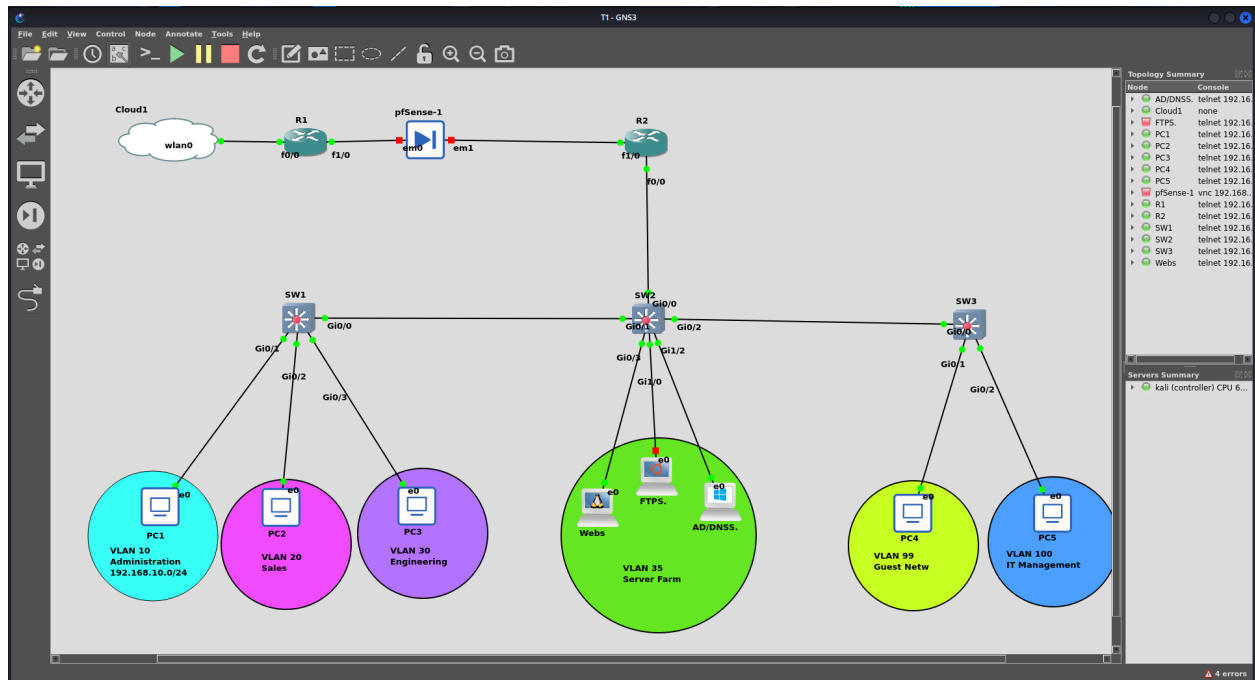 T1 - GNS3
File Edit View Control Node Annotate Tools Help
Cloud1
wlan0
R1
f0/0
f1/0
pfSense-1
em0
em1
R2
f1/0
f0/0
SW1
Gi0/0
Gi0/1
Gi0/2
Gi0/3
SW2
Gi0/0
Gi0/1
Gi0/2
Gi0/3
Gi1/0
Gi1/2
SW3
Gi0/0
Gi0/1
Gi0/2
e0
PC1
VLAN 10
Administration
192.168.10.0/24
e0
PC2
VLAN 20
Sales
e0
PC3
VLAN 30
Engineering
e0
Webs
e0
FTPS.
e0
AD/DNSS.
VLAN 35
Server Farm
e0
PC4
VLAN 99
Guest Netw
e0
PC5
VLAN 100
IT Management
Topology Summary
Node Console
AD/DNSS. telnet 192.16.
Cloud1 none
FTPS. telnet 192.16.
PC1 telnet 192.16.
PC2 telnet 192.16.
PC3 telnet 192.16.
PC4 telnet 192.16.
PC5 telnet 192.16.
pfSense-1 vnc 192.168..
R1 telnet 192.16.
R2 telnet 192.16.
SW1 telnet 192.16.
SW2 telnet 192.16.
SW3 telnet 192.16.
Webs telnet 192.16.
Servers Summary
kali (controller) CPU 6...
4 errors